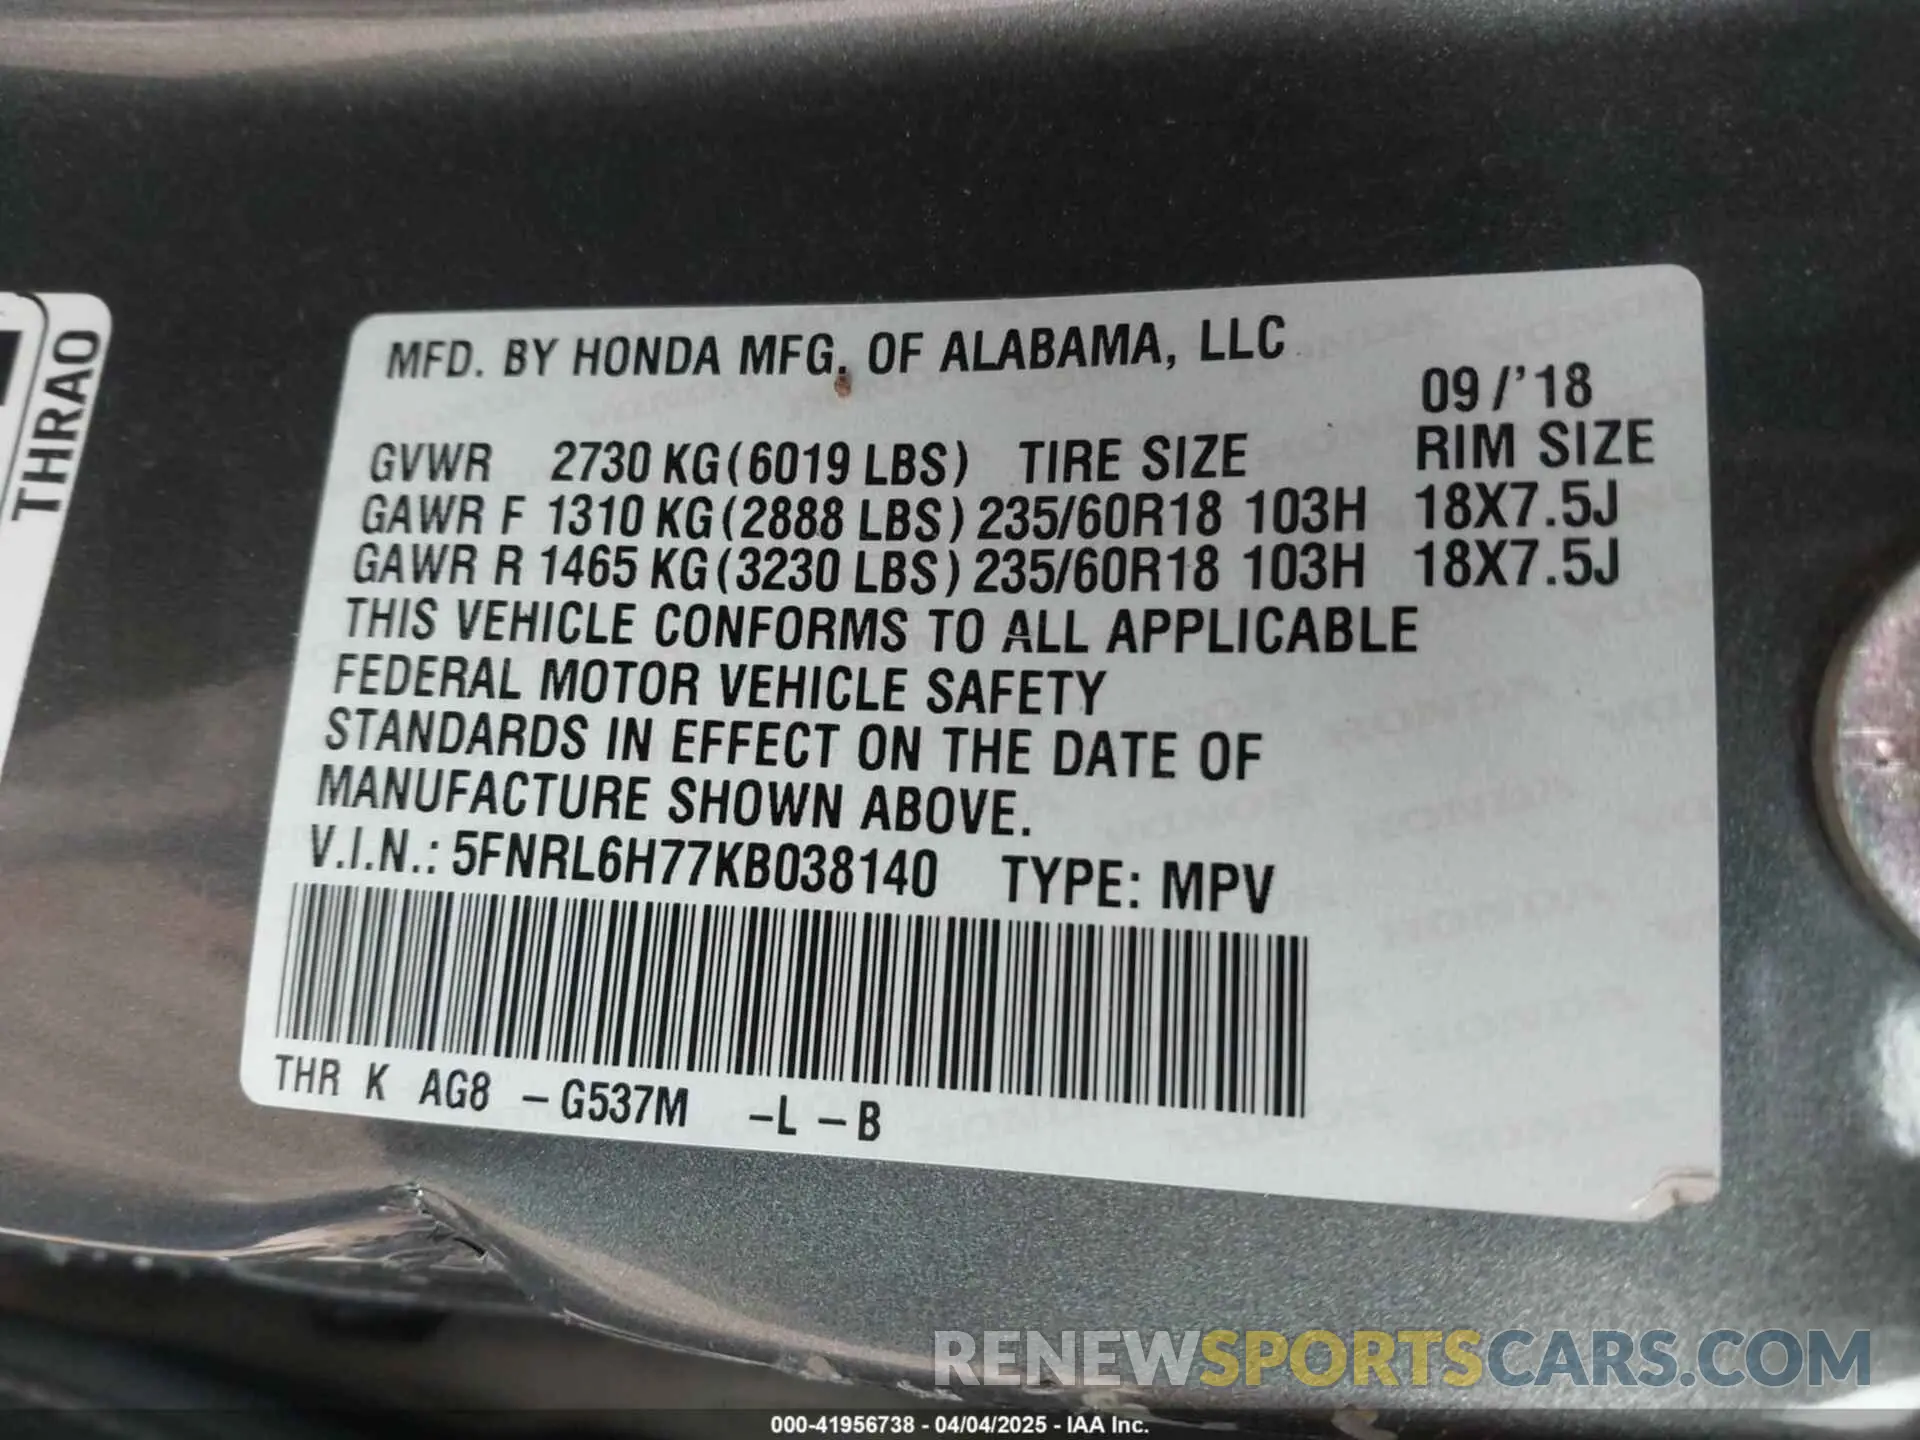 THRAO
MFD. BY HONDA MFG. OF ALABAMA, LLC
09/'18
GVWR 2730 KG(6019 LBS) TIRE SIZE RIM SIZE
GAWR F 1310 KG(2888 LBS) 235/60R18 103H 18X7.5J
GAWR R 1465 KG(3230 LBS) 235/60R18 103H 18X7.5J
THIS VEHICLE CONFORMS TO ALL APPLICABLE
FEDERAL MOTOR VEHICLE SAFETY
STANDARDS IN EFFECT ON THE DATE OF
MANUFACTURE SHOWN ABOVE.
V.I.N.: 5FNRL6H77KB038140 TYPE: MPV
THR K AG8 -G537M -L -B
RENEWSPORTSCARS.COM
000-41956738 - 04/04/2025 - IAA Inc.